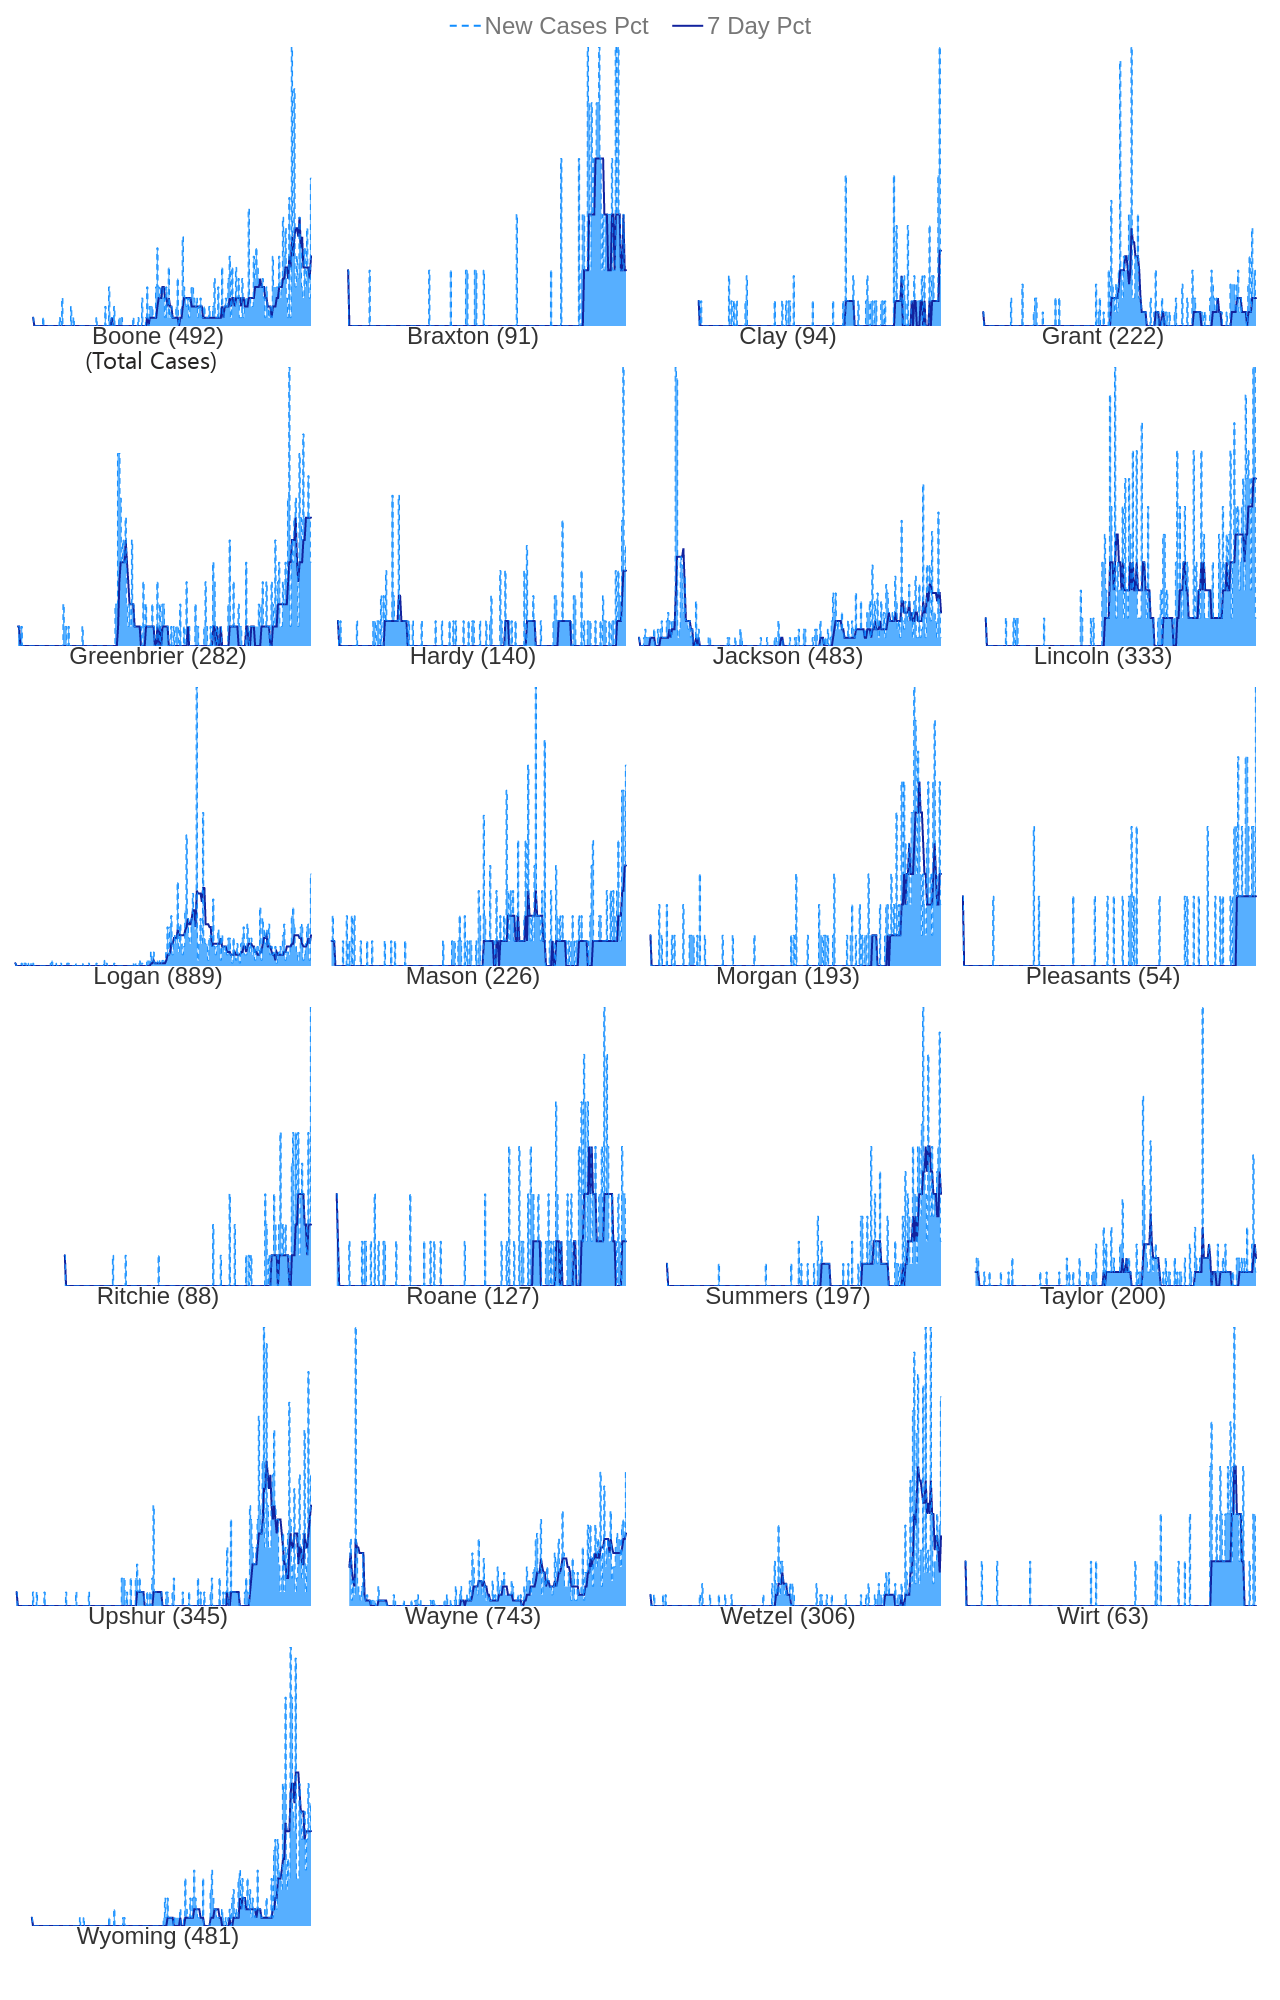 New Cases Pct 7 Day Pct
Boone (492) Braxton (91) Clay (94) Grant (222)
(Total Cases)
Greenbrier (282) Hardy (140) Jackson (483) Lincoln (333)
Logan (889) Mason (226) Morgan (193) Pleasants (54)
Ritchie (88) Roane (127) Summers (197) Taylor (200)
Upshur (345) Wayne (743) Wetzel (306) Wirt (63)
Wyoming (481)